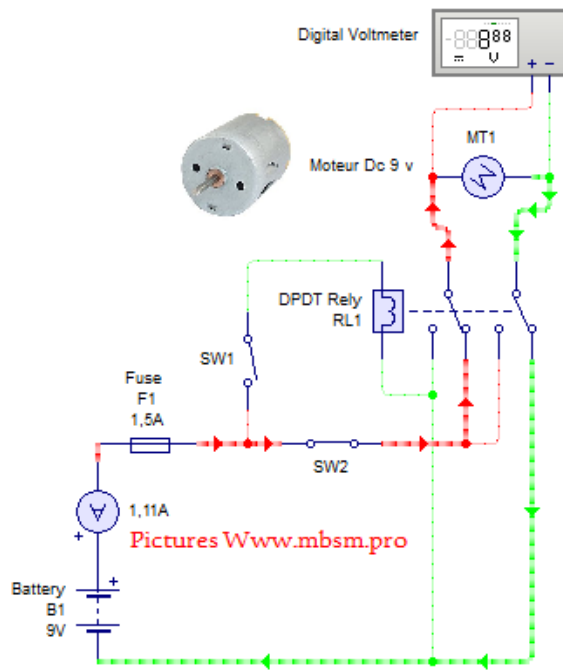 Digital Voltmeter
-88888
V
+ -
MT1
Moteur Dc 9 v
DPDT Rely
RL1
SW1
Fuse
F1
1,5A
SW2
A
1,11A
+
Pictures Www.mbsm.pro
+
Battery
B1
9V